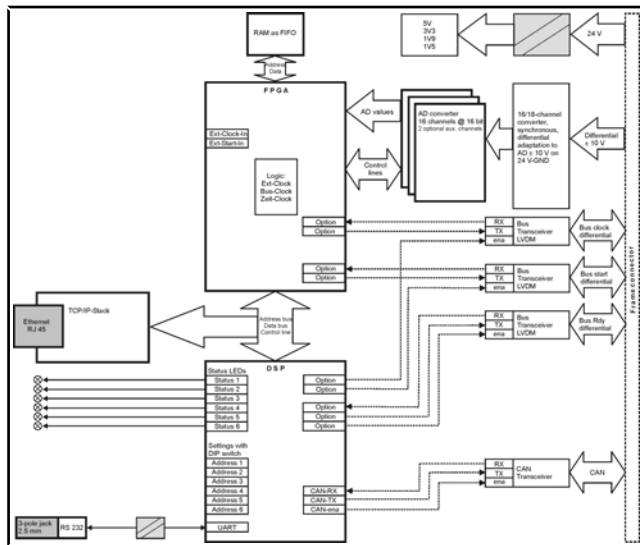 RAM as FIFO
Address
Data
5V
3V3
1V9
1V5
24 V
FPGA
AD values
AD converter
16 channels @ 16 bit
2 optional aux. channels
16/18-channel
converter,
synchronous,
differential
adaptation to
AD ± 10 V on
24 V-GND
Differential
± 10 V
Ext-Clock-In
Ext-Start-In
Control
lines
Logic:
Ext-Clock
Bus-Clock
Zeit-Clock
Option
Option
RX
TX
ena
Bus
Transceiver
LVDM
Bus clock
differential
Option
Option
RX
TX
ena
Bus
Transceiver
LVDM
Bus start
differential
Frameconnector
Ethernet
RJ 45
TCP/IP-Stack
Address bus
Data bus
Control line
RX
TX
ena
Bus
Transceiver
LVDM
Bus Rdy
differential
DSP
Status LEDs
Status 1
Status 2
Status 3
Status 4
Status 5
Status 6
Option
Option
Option
Option
Option
Settings with
DIP switch
Address 1
Address 2
Address 3
Address 4
Address 5
Address 6
CAN-RX
CAN-TX
CAN-ena
RX
TX
ena
CAN
Transceiver
CAN
3-pole jack
2.5 mm
RS 232
UART